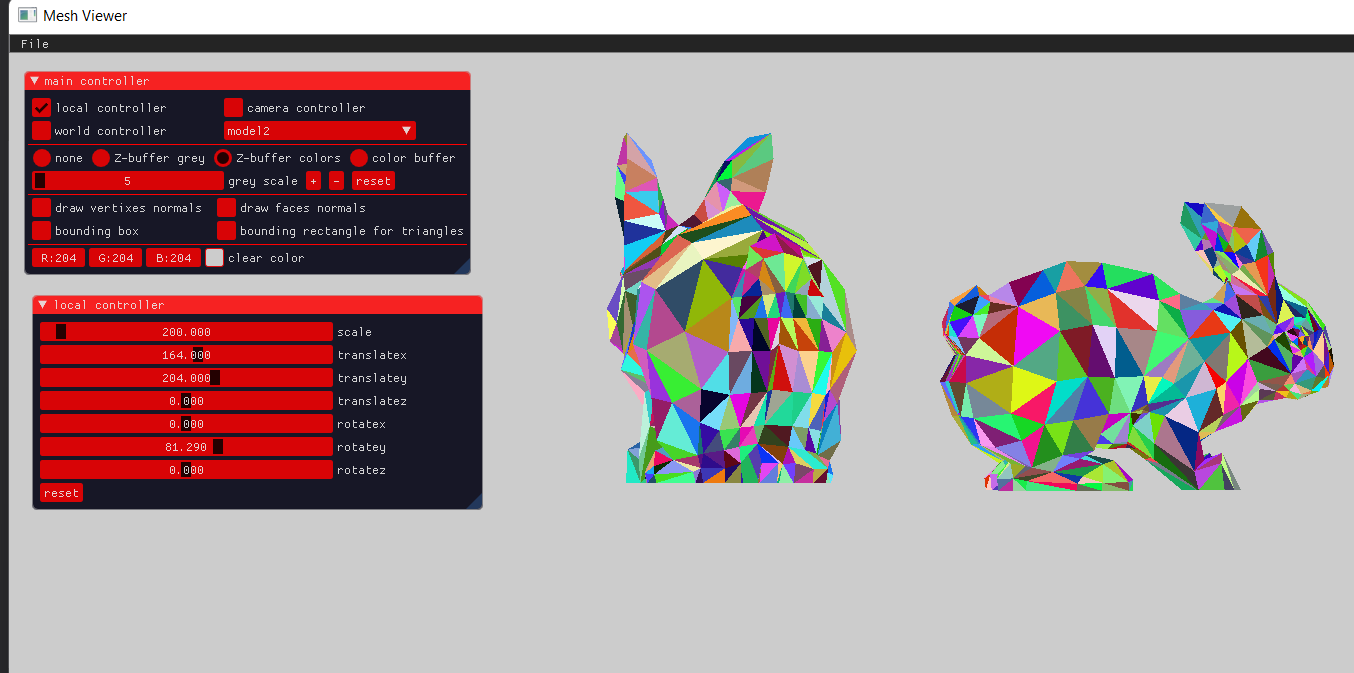 Mesh Viewer
File
main controller
local controller camera controller
world controller model2
none Z-buffer grey Z-buffer colors color buffer
5 grey scale + - reset
draw vertixes normals draw faces normals
bounding box bounding rectangle for triangles
R:204 G:204 B:204 clear color
local controller
200.000 scale
164.000 translatex
204.000 translatey
0.000 translatez
0.000 rotatex
81.290 rotatey
0.000 rotatez
reset